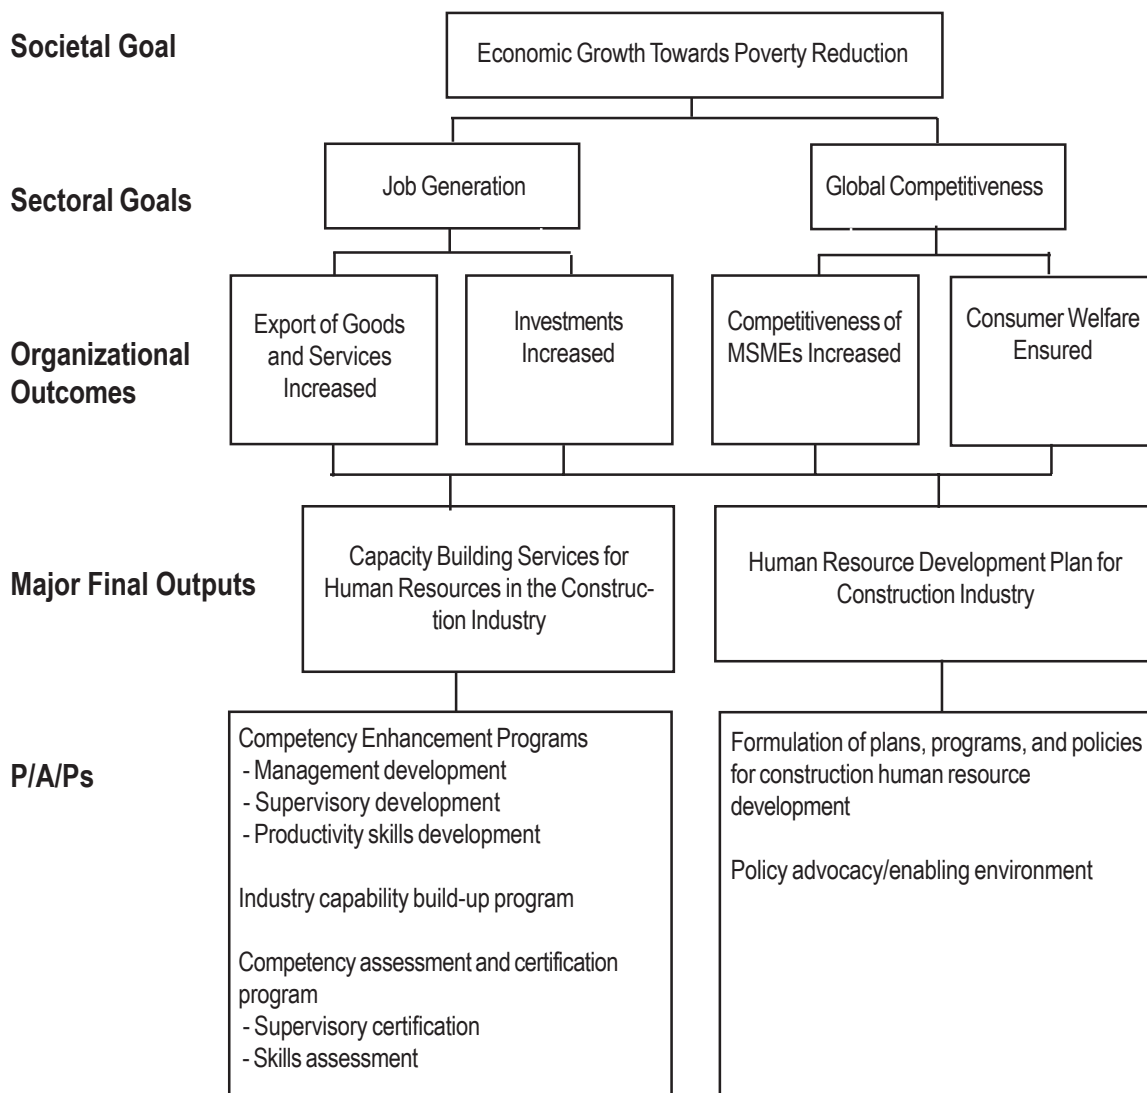 Societal Goal
Economic Growth Towards Poverty Reduction
Sectoral Goals
Job Generation
Global Competitiveness
Organizational
Outcomes
Export of Goods
and Services
Increased
Investments
Increased
Competitiveness of
MSMEs Increased
Consumer Welfare
Ensured
Major Final Outputs
Capacity Building Services for
Human Resources in the Construc-
tion Industry
Human Resource Development Plan for
Construction Industry
P/A/Ps
Competency Enhancement Programs
- Management development
- Supervisory development
- Productivity skills development
Industry capability build-up program
Competency assessment and certification
program
- Supervisory certification
- Skills assessment
Formulation of plans, programs, and policies
for construction human resource
development
Policy advocacy/enabling environment